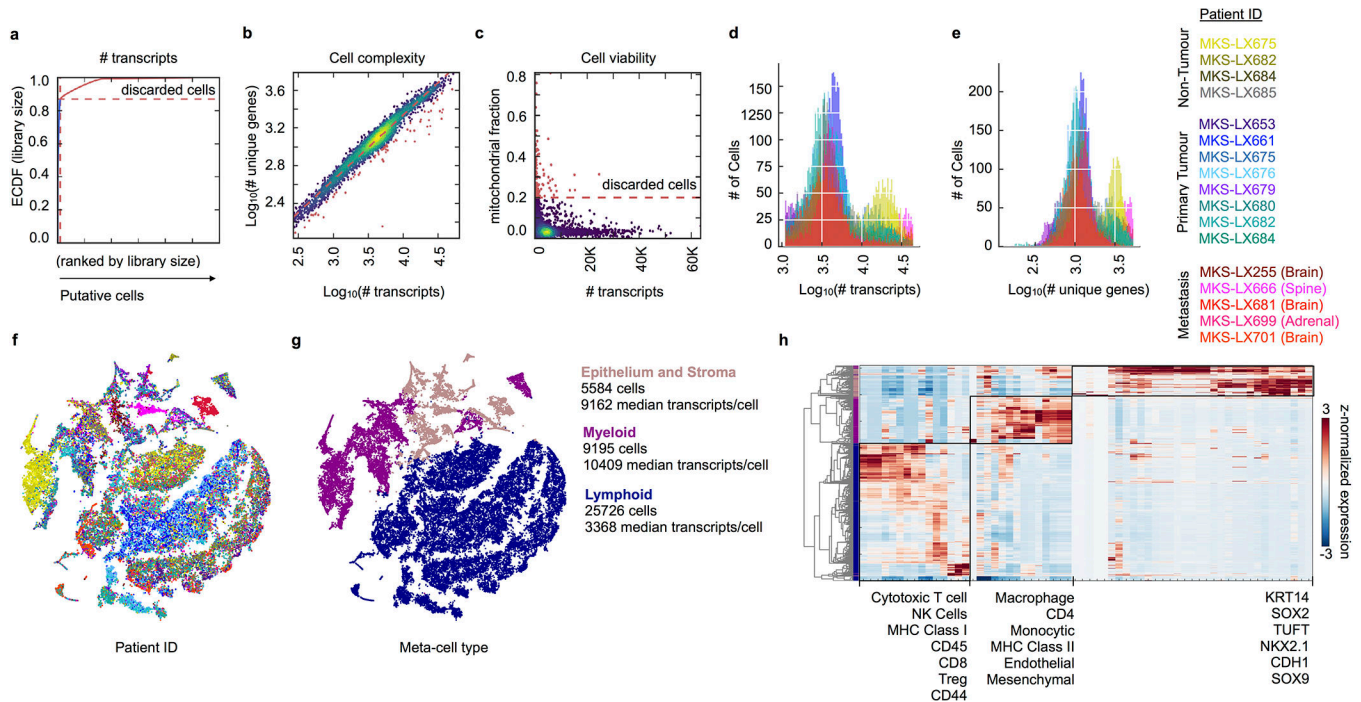 a
# transcripts
discarded cells
ECDF (library size)
1.0
0.8
0.6
0.4
0.2
0.0
(ranked by library size)
Putative cells
b
Cell complexity
Log10(# unique genes)
3.6
3.2
2.8
2.4
2.5
3.0
3.5
4.0
4.5
Log10(# transcripts)
c
Cell viability
mitochondrial fraction
0.8
0.6
0.4
0.2
0.0
discarded cells
0
20K
40K
60K
# transcripts
d
# of Cells
150
1250
100
75
50
25
0
3.0
3.5
4.0
4.5
Log10(# transcripts)
e
# of Cells
200
150
100
50
0
2.5
3.0
3.5
Log10(# unique genes)
Patient ID
Non-Tumour
MKS-LX675
MKS-LX682
MKS-LX684
MKS-LX685
Primary Tumour
MKS-LX653
MKS-LX661
MKS-LX675
MKS-LX676
MKS-LX679
MKS-LX680
MKS-LX682
MKS-LX684
Metastasis
MKS-LX255 (Brain)
MKS-LX666 (Spine)
MKS-LX681 (Brain)
MKS-LX699 (Adrenal)
MKS-LX701 (Brain)
f
Patient ID
g
Epithelium and Stroma
5584 cells
9162 median transcripts/cell
Myeloid
9195 cells
10409 median transcripts/cell
Lymphoid
25726 cells
3368 median transcripts/cell
Meta-cell type
h
3
-3
z-normalized expression
Cytotoxic T cell
NK Cells
MHC Class I
CD45
CD8
Treg
CD44
Macrophage
CD4
Monocytic
MHC Class II
Endothelial
Mesenchymal
KRT14
SOX2
TUFT
NKX2.1
CDH1
SOX9